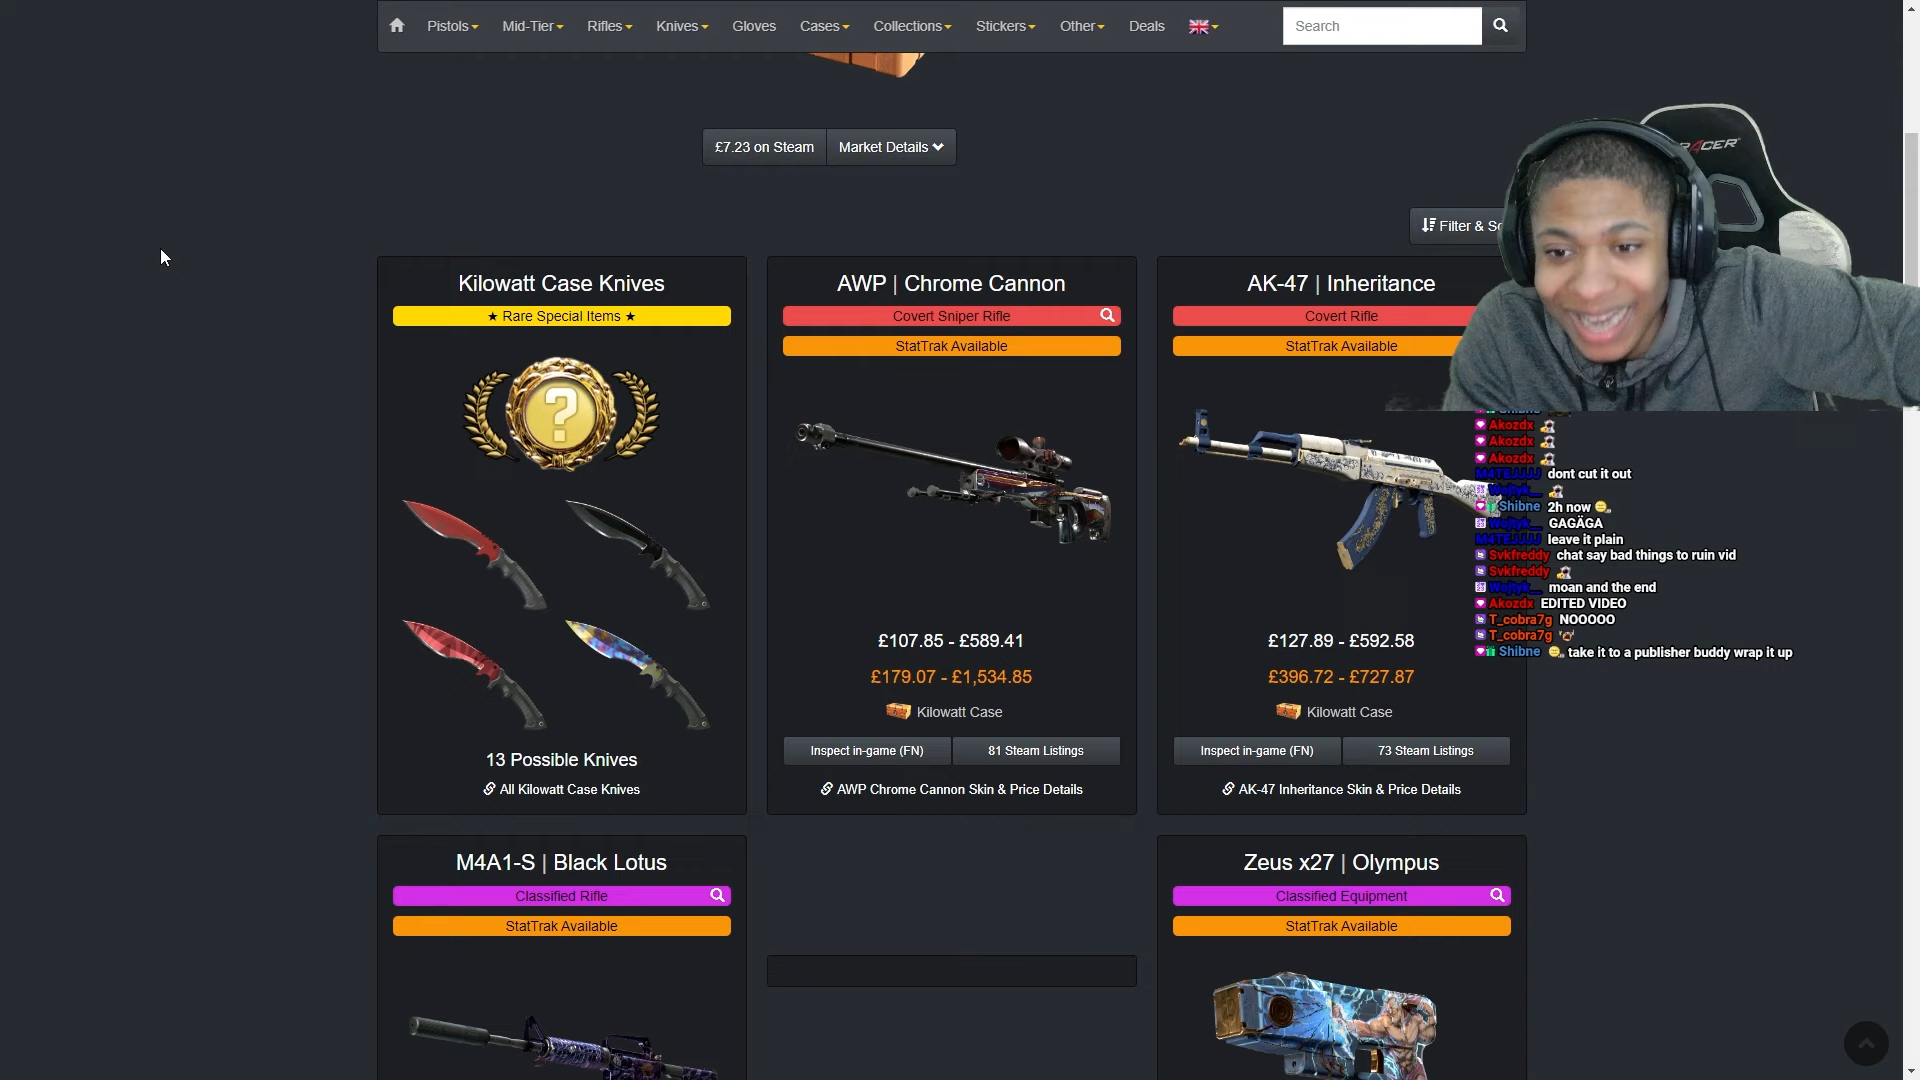 Pistols Mid-Tier Rifles Knives Gloves Cases Collections Stickers Other Deals Search
£7.23 on Steam Market Details
Filter & So
Kilowatt Case Knives
★ Rare Special Items ★
?
13 Possible Knives
All Kilowatt Case Knives
AWP | Chrome Cannon
Covert Sniper Rifle
StatTrak Available
£107.85 - £589.41
£179.07 - £1,534.85
Kilowatt Case
Inspect in-game (FN) 81 Steam Listings
AWP Chrome Cannon Skin & Price Details
AK-47 | Inheritance
Covert Rifle
StatTrak Available
£127.89 - £592.58
£396.72 - £727.87
Kilowatt Case
Inspect in-game (FN) 73 Steam Listings
AK-47 Inheritance Skin & Price Details
Shibne
Akozdx
Akozdx
Akozdx
M4TEJJJJ dont cut it out
Wojtyk__
Shibne 2h now
Wojtyk__ GAGÄGA
M4TEJJJJ leave it plain
Svkfreddy chat say bad things to ruin vid
Svkfreddy
Wojtyk__ moan and the end
Akozdx EDITED VIDEO
T_cobra7g NOOOOO
T_cobra7g
Shibne take it to a publisher buddy wrap it up
M4A1-S | Black Lotus
Classified Rifle
StatTrak Available
Zeus x27 | Olympus
Classified Equipment
StatTrak Available